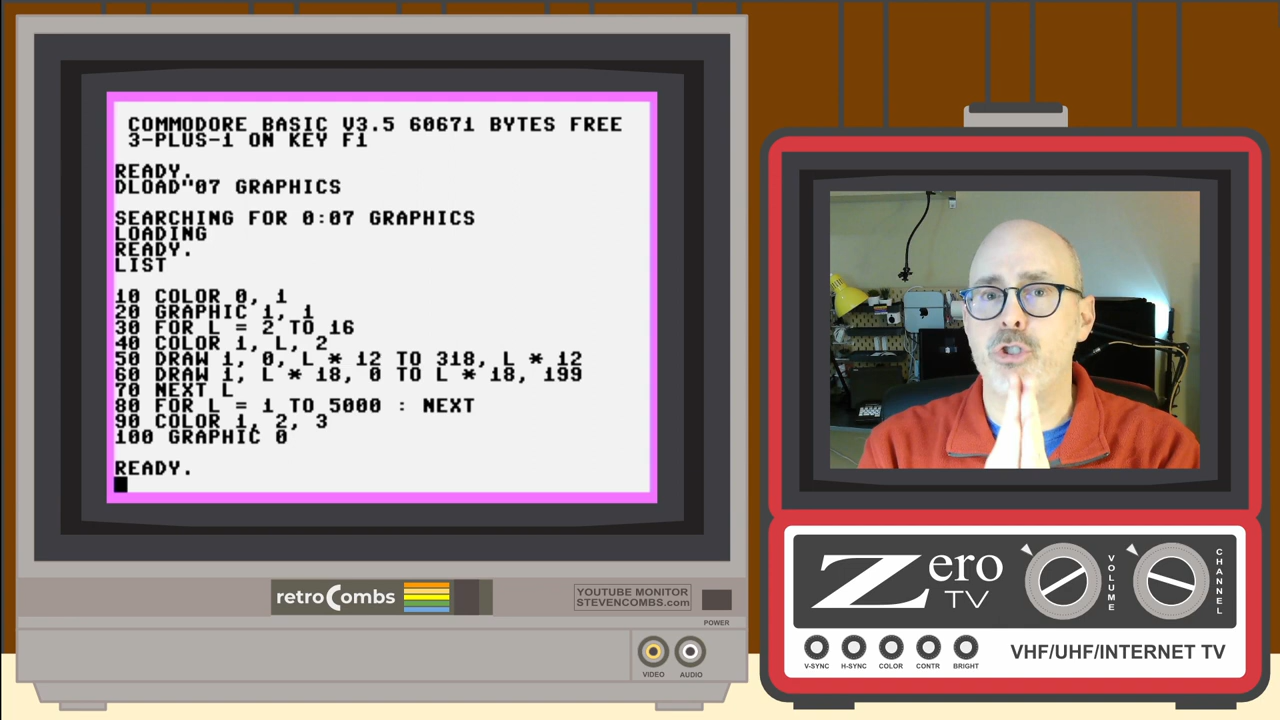 COMMODORE BASIC V3.5 60671 BYTES FREE
3-PLUS-1 ON KEY F1
READY.
DLOAD"07 GRAPHICS
SEARCHING FOR 0:07 GRAPHICS
LOADING
READY.
LIST
10 COLOR 0, 1
20 GRAPHIC 1, 1
30 FOR L = 2 TO 16
40 COLOR 1, L, 2
50 DRAW 1, 0, L * 12 TO 318, L * 12
60 DRAW 1, L * 18, 0 TO L * 18, 199
70 NEXT L
80 FOR L = 1 TO 5000 : NEXT
90 COLOR 1, 2, 3
100 GRAPHIC 0
READY.
retroCombs
YOUTUBE MONITOR
STEVENCOMBS.com
POWER
VIDEO
AUDIO
Zero
TV
VOLUME
CHANNEL
V-SYNC
H-SYNC
COLOR
CONTR
BRIGHT
VHF/UHF/INTERNET TV